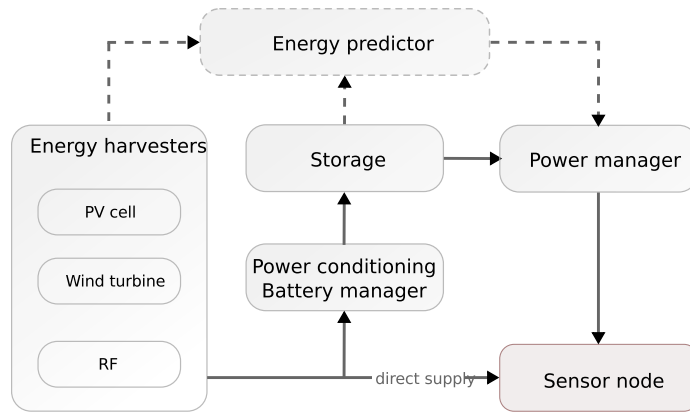 Energy predictor
Energy harvesters
Storage
Power manager
PV cell
Wind turbine
Power conditioning
Battery manager
RF
direct supply
Sensor node